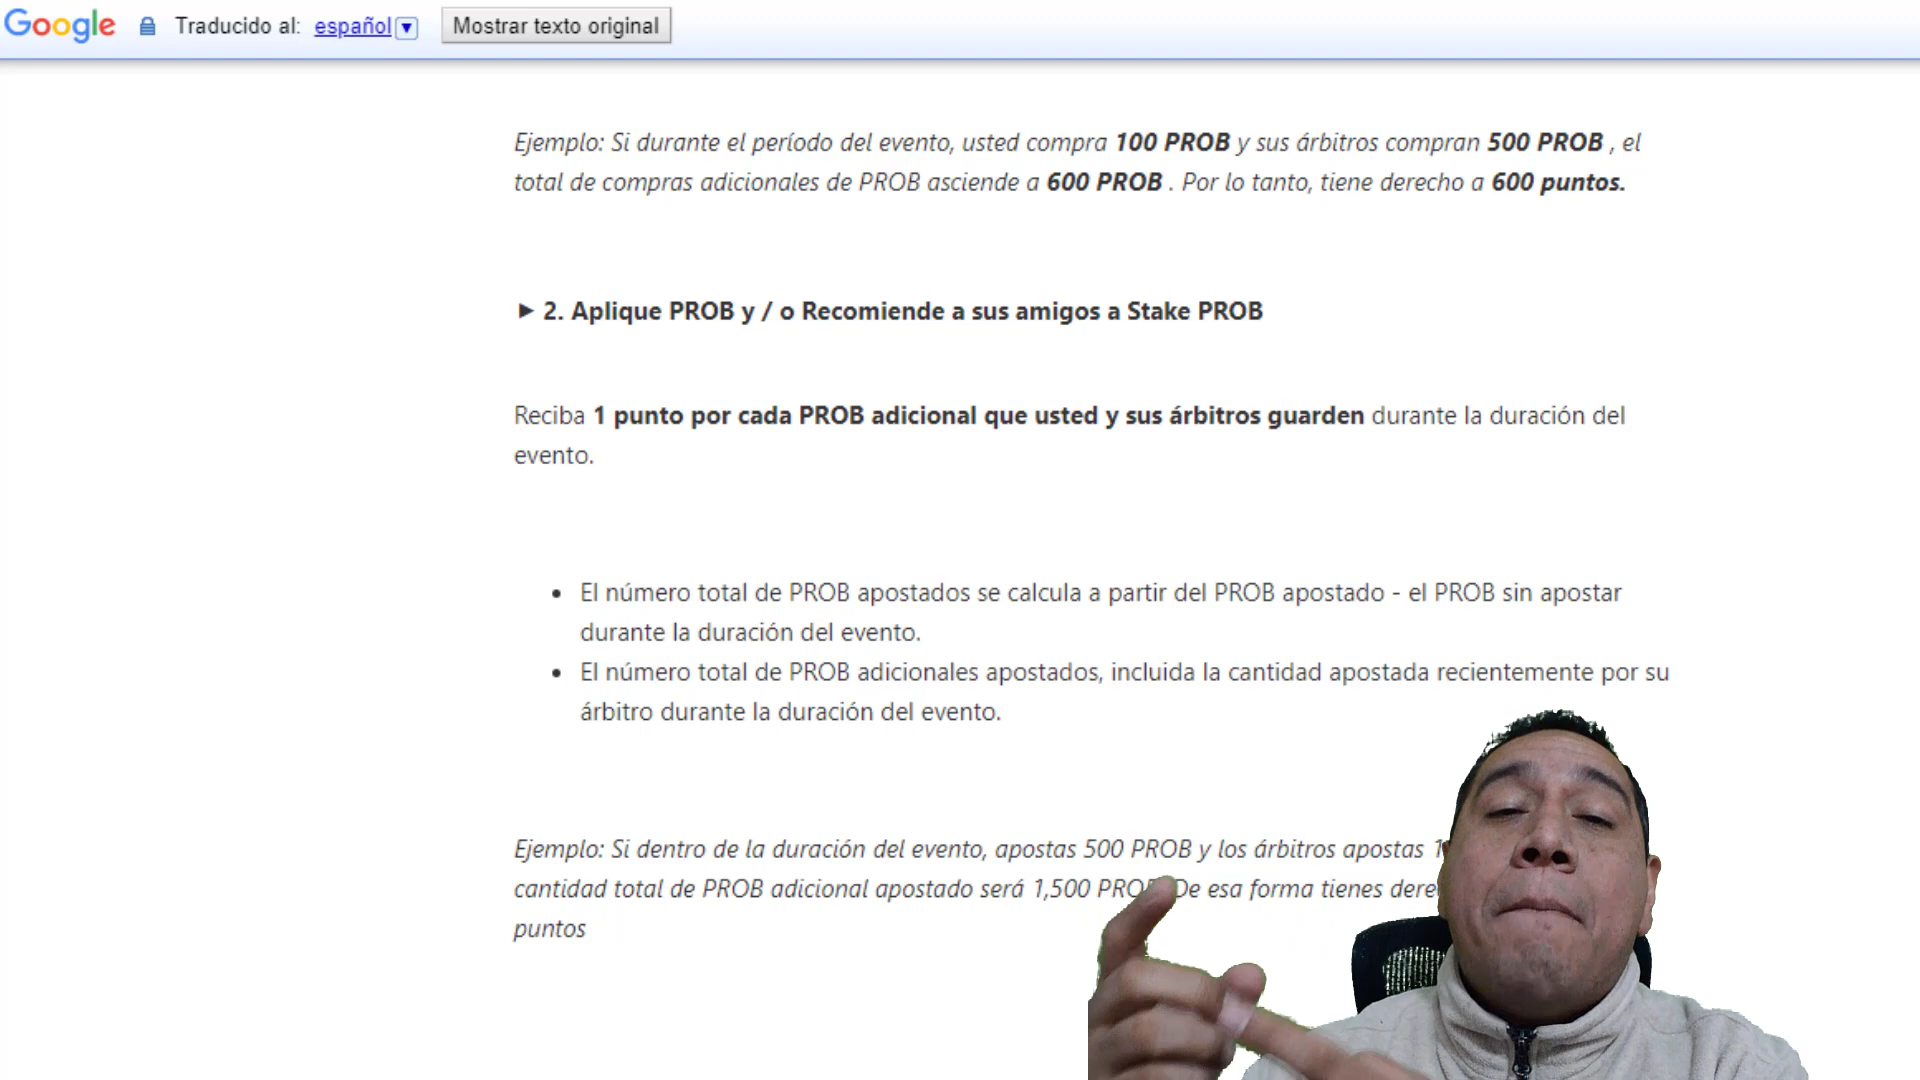 Google Traducido al: español Mostrar texto original
Ejemplo: Si durante el período del evento, usted compra 100 PROB y sus árbitros compran 500 PROB , el
total de compras adicionales de PROB asciende a 600 PROB . Por lo tanto, tiene derecho a 600 puntos.
► 2. Aplique PROB y / o Recomiende a sus amigos a Stake PROB
Reciba 1 punto por cada PROB adicional que usted y sus árbitros guarden durante la duración del
evento.
• El número total de PROB apostados se calcula a partir del PROB apostado - el PROB sin apostar
durante la duración del evento.
• El número total de PROB adicionales apostados, incluida la cantidad apostada recientemente por su
árbitro durante la duración del evento.
Ejemplo: Si dentro de la duración del evento, apostas 500 PROB y los árbitros apostas
cantidad total de PROB adicional apostado será 1,500 PROB De esa forma tienes
puntos